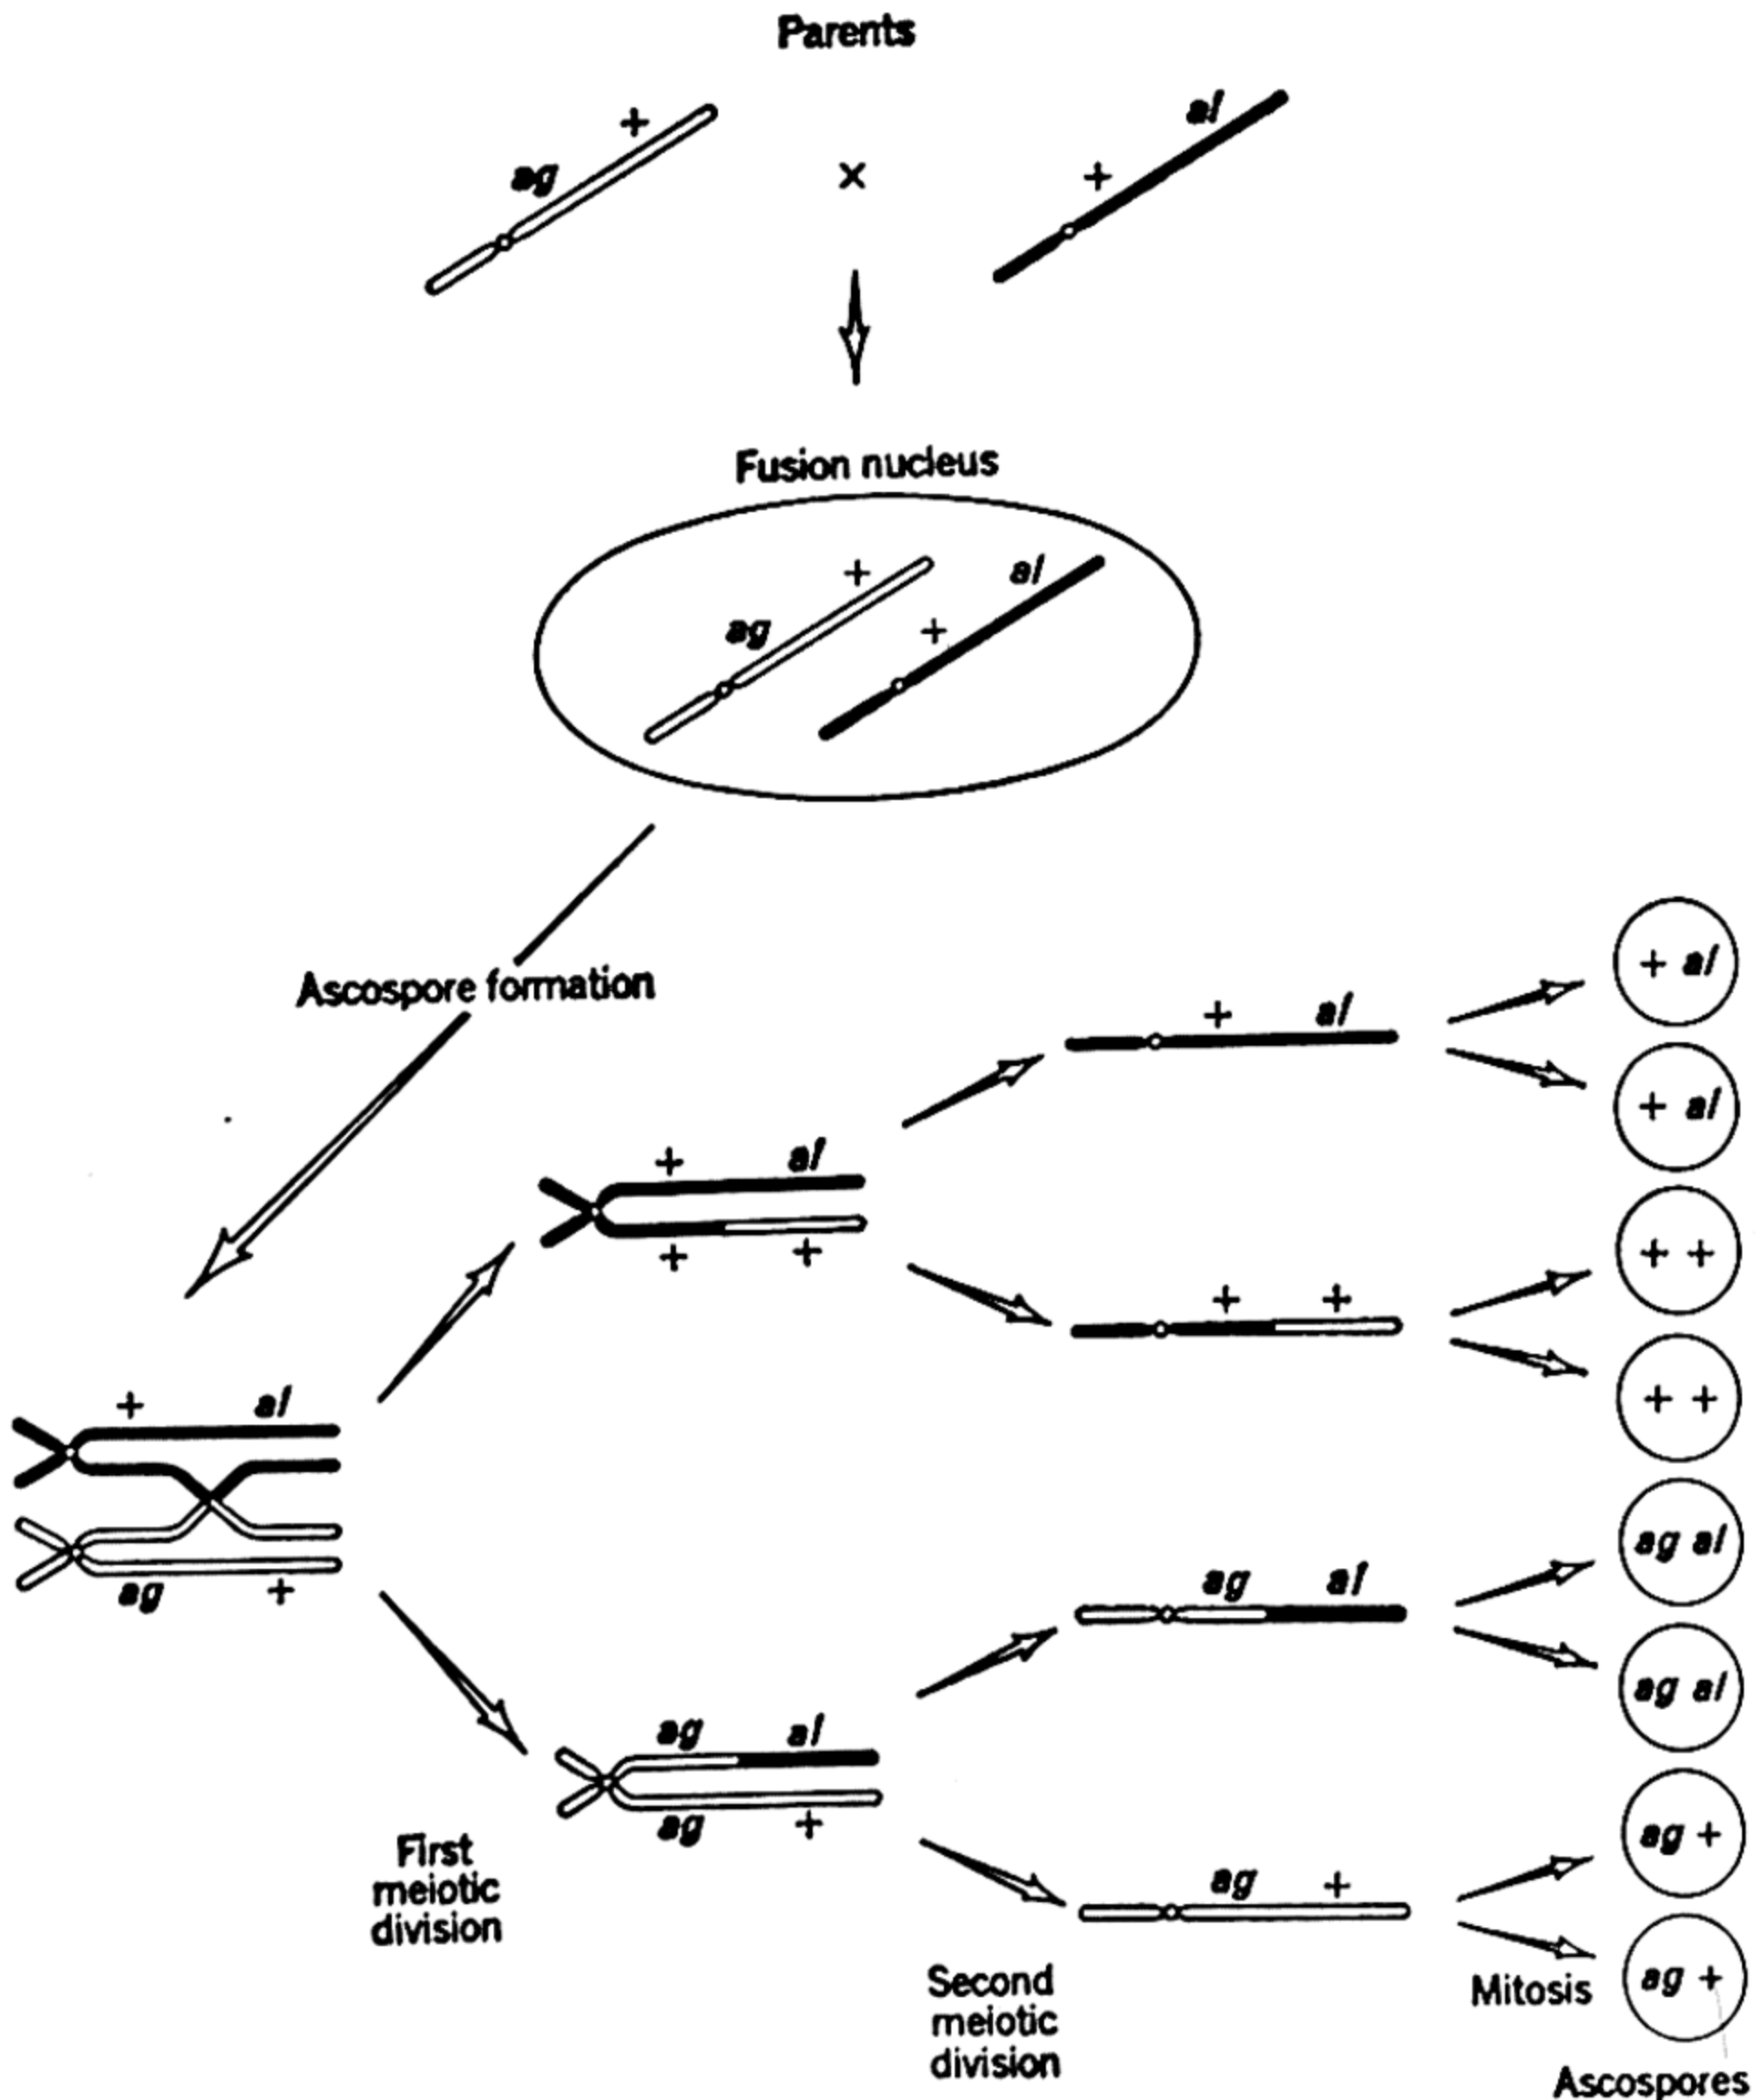 Parents
+ al
ag × +
Fusion nucleus
+ al
ag +
Ascospore formation
+ al
+ al
+ al
+ al
+ +
+ +
+ +
+ +
+ al
ag +
ag al
ag al
ag al
ag al
ag +
ag +
ag +
ag +
First
meiotic
division
Second
meiotic
division
Mitosis
Ascospores